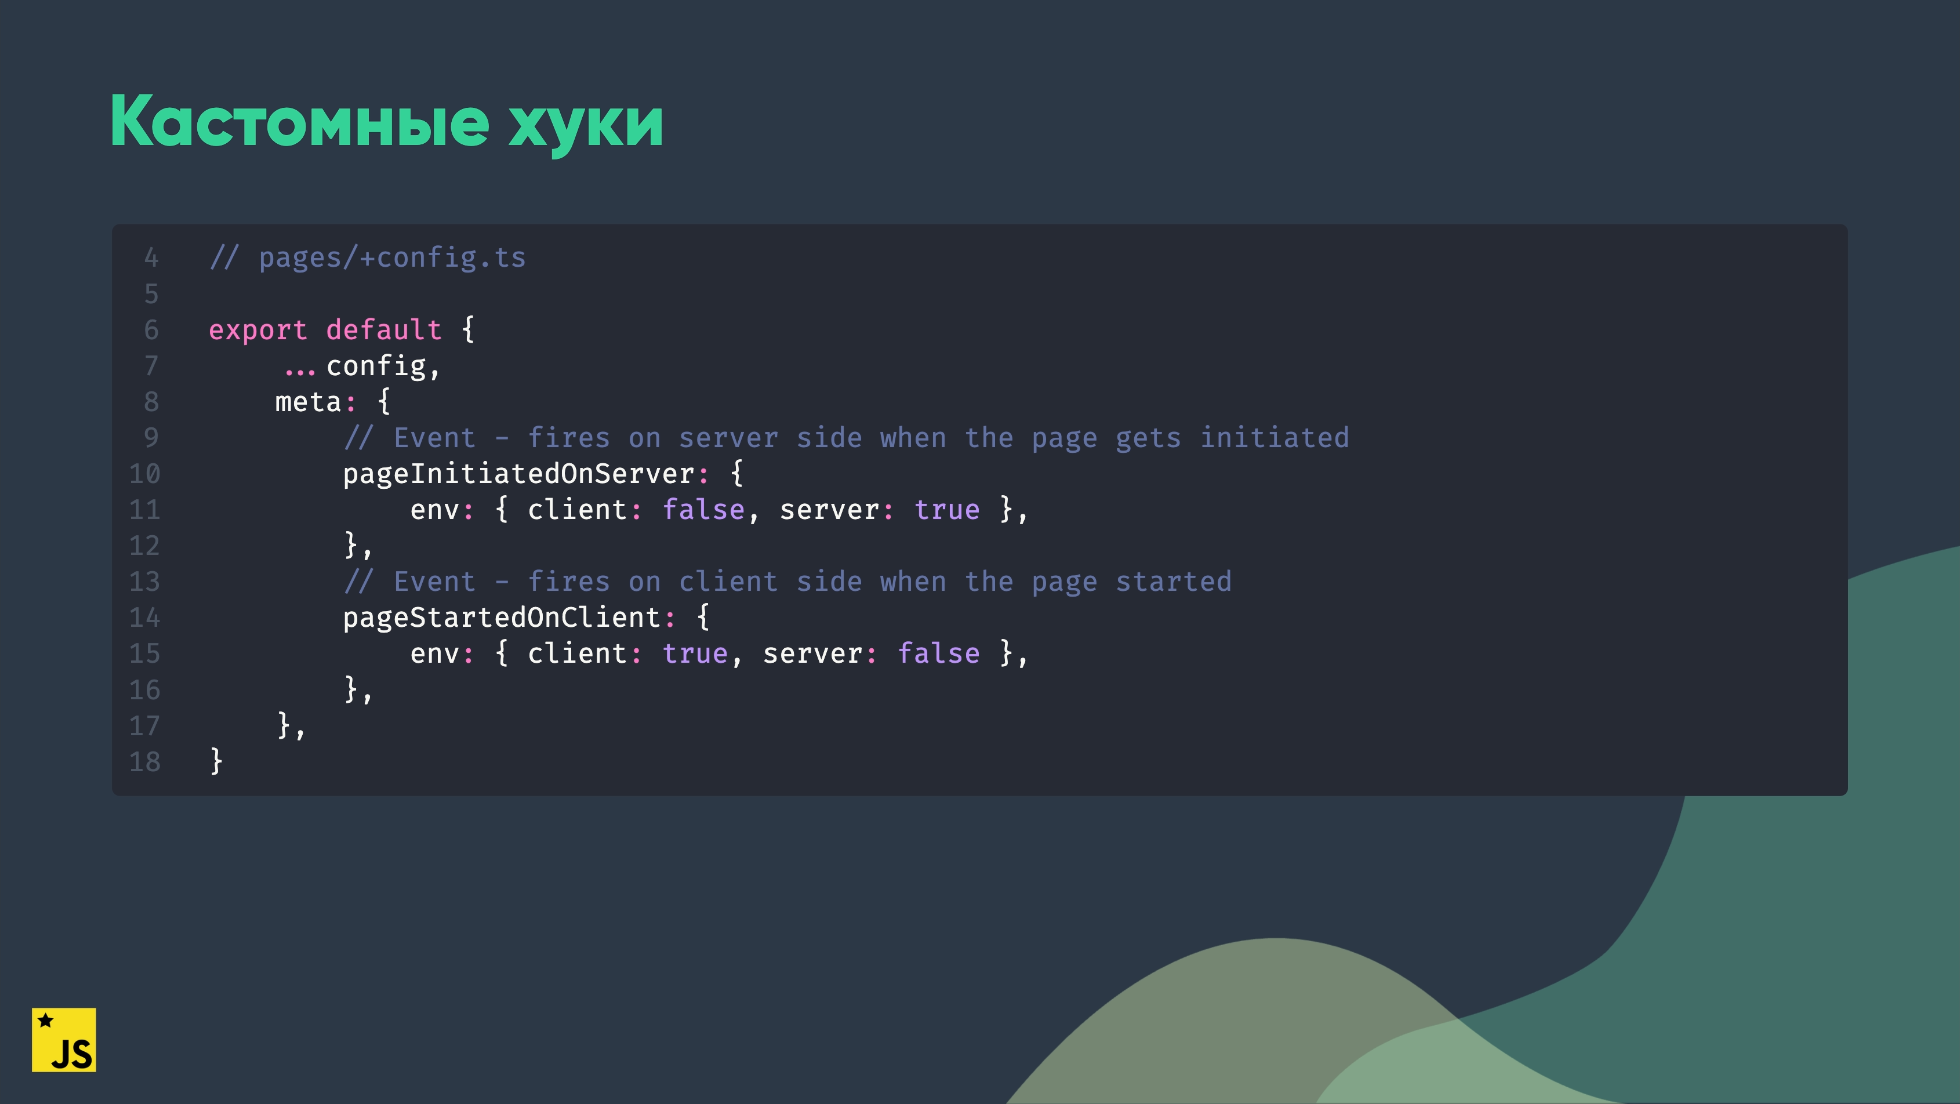 Кастомные хуки
4 // pages/+config.ts
5
6 export default {
7 ...config,
8 meta: {
9 // Event - fires on server side when the page gets initiated
10 pageInitiatedOnServer: {
11 env: { client: false, server: true },
12 },
13 // Event - fires on client side when the page started
14 pageStartedOnClient: {
15 env: { client: true, server: false },
16 },
17 },
18 }
JS